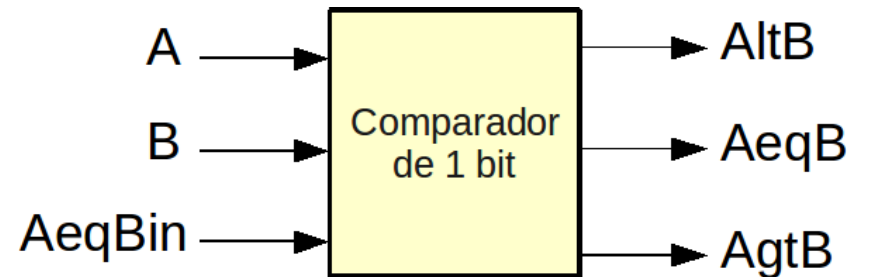 A
B
AeqBin
Comparador
de 1 bit
AltB
AeqB
AgtB